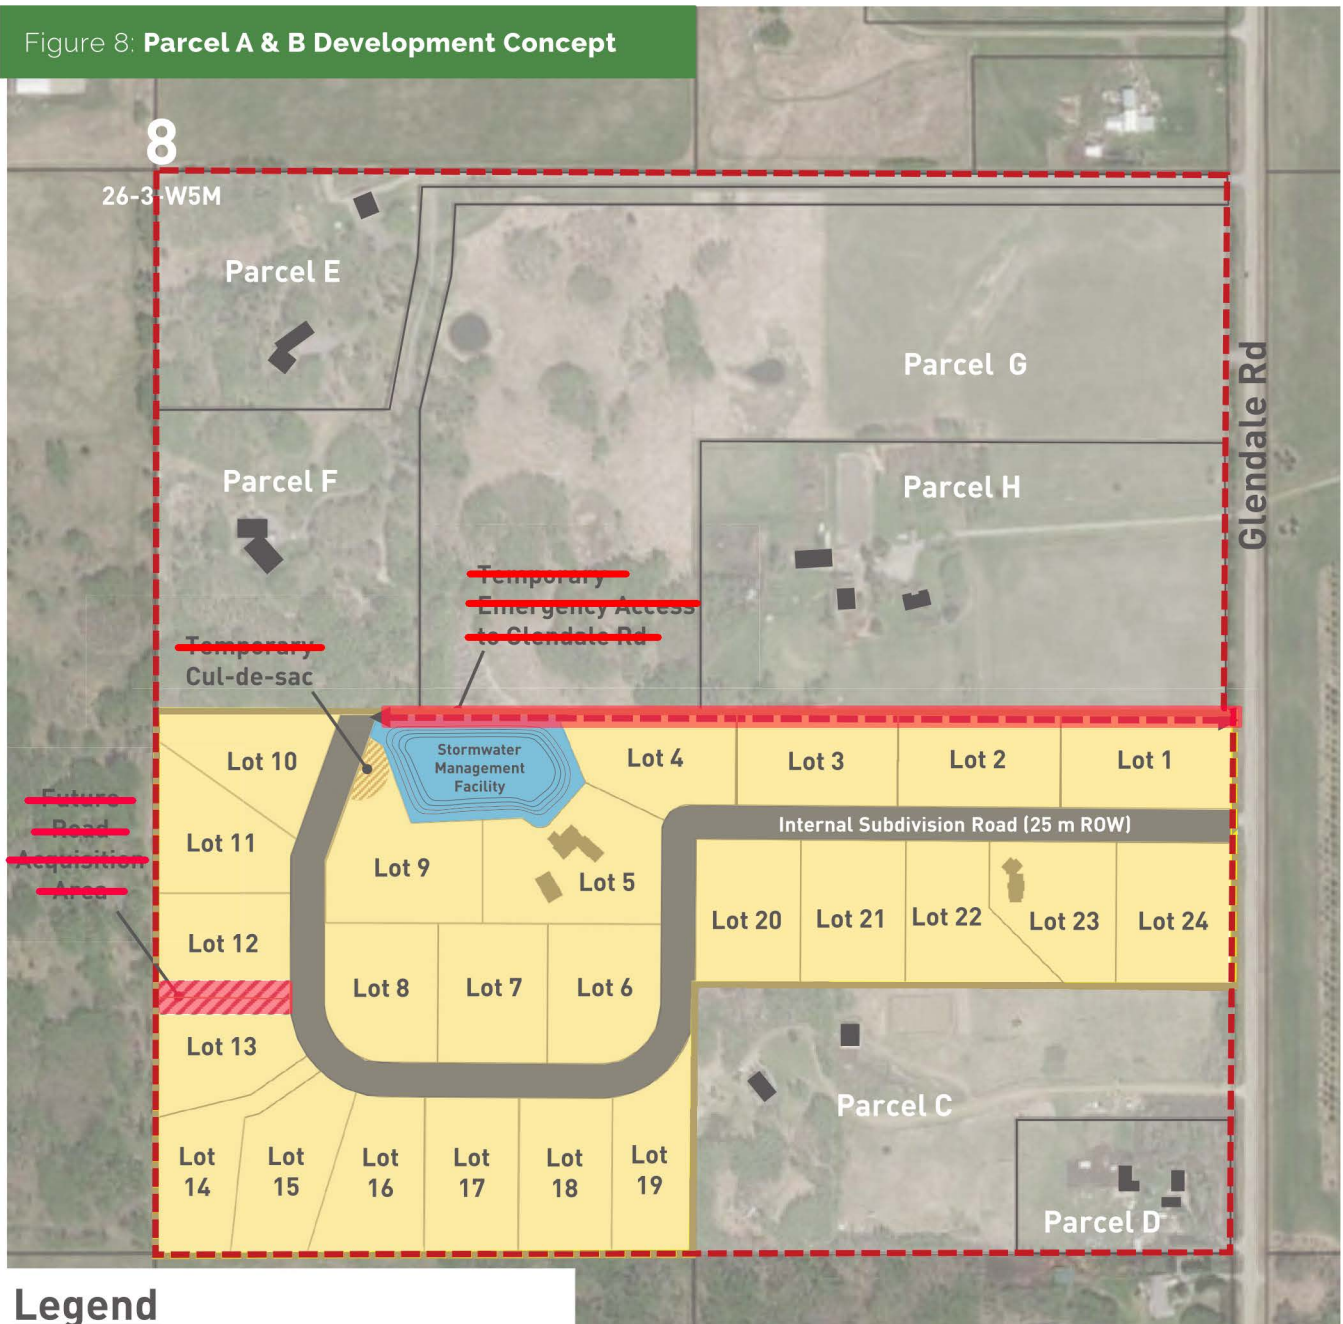 Figure 8: Parcel A & B Development Concept
8
26-3-W5M
Parcel E
Parcel G
Glendale Rd
Parcel F
Parcel H
Temporary
Emergency Access
to Glendale Rd
Temporary
Cul-de-sac
Lot 10
Stormwater
Management
Facility
Lot 4
Lot 3
Lot 2
Lot 1
Future
Road
Acquisition
Area
Internal Subdivision Road (25 m ROW)
Lot 11
Lot 9
Lot 5
Lot 20
Lot 21
Lot 22
Lot 23
Lot 24
Lot 12
Lot 8
Lot 7
Lot 6
Lot 13
Parcel C
Lot
14
Lot
15
Lot
16
Lot
17
Lot
18
Lot
19
Parcel D
Legend